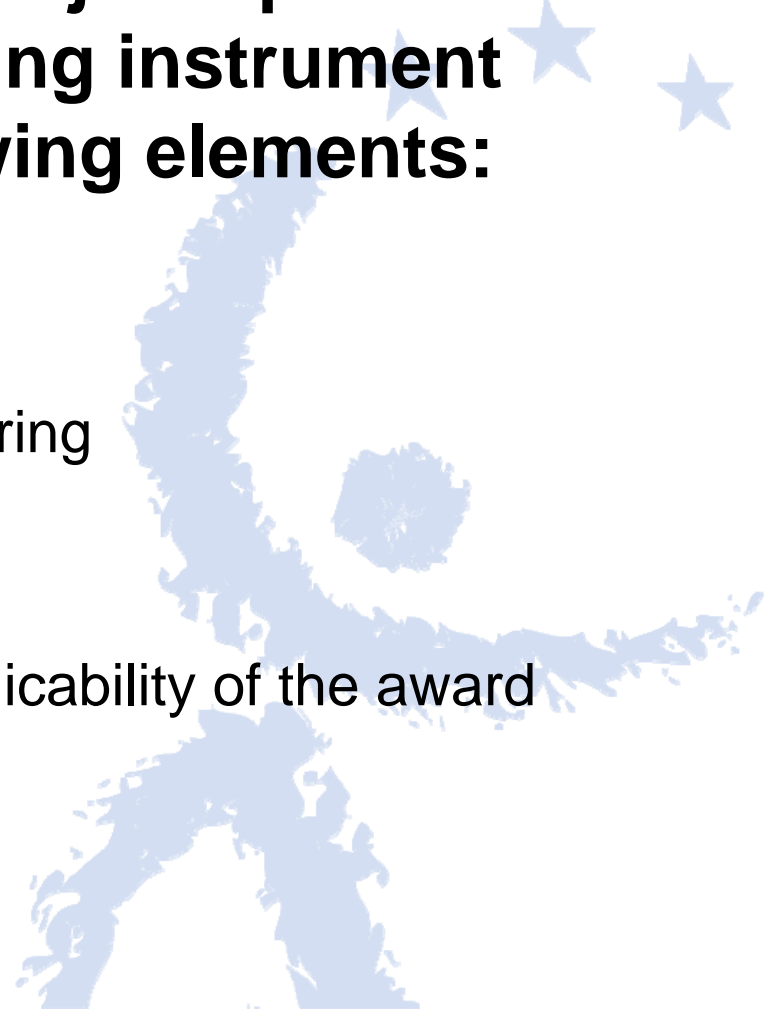 ng instrument
ving elements:
ring
icability of the award